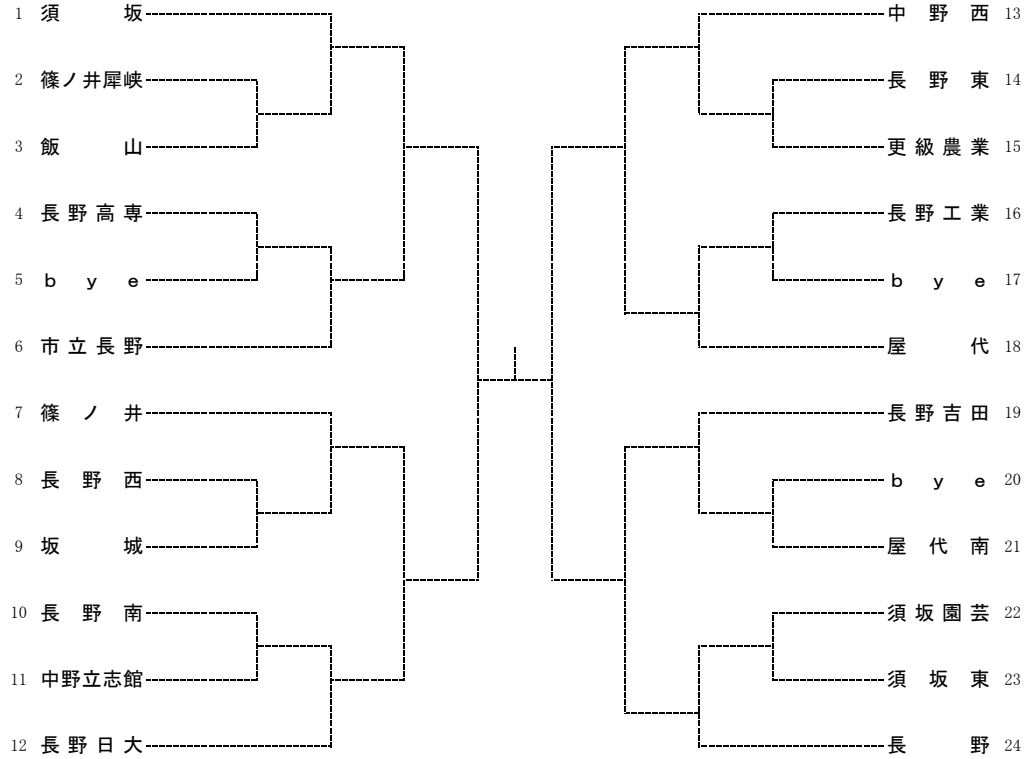 1 須坂
2 篠ノ井犀峡
3 飯山
4 長野高専
5 ｂｙｅ
6 市立長野
7 篠ノ井
8 長野西
9 坂城
10 長野南
11 中野立志館
12 長野日大
中野西 13
長野東 14
更級農業 15
長野工業 16
ｂｙｅ 17
屋代 18
長野吉田 19
ｂｙｅ 20
屋代南 21
須坂園芸 22
須坂東 23
長野 24